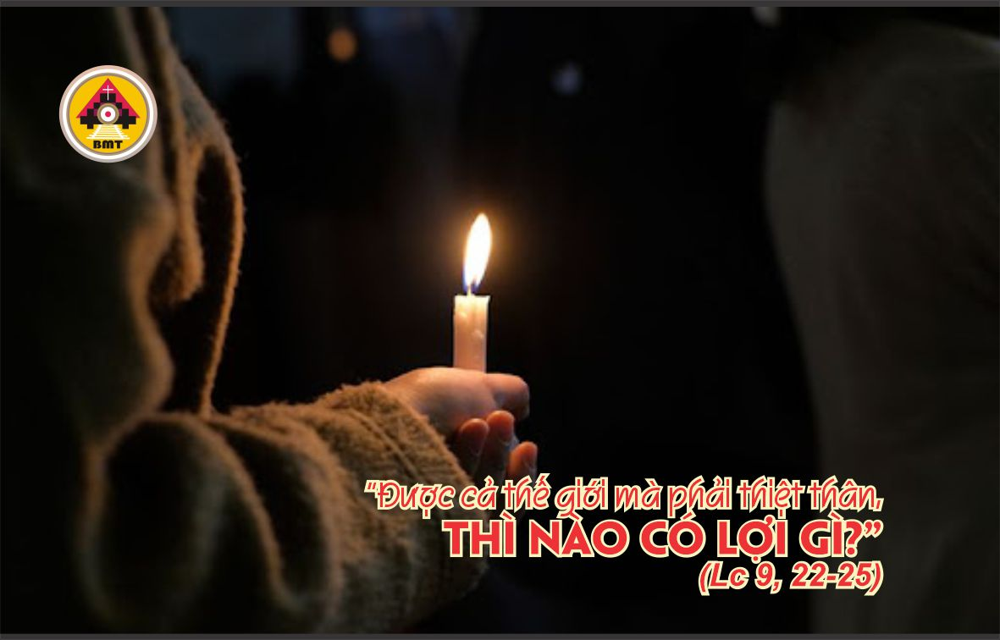 BMT
"Được cả thế giới mà phải thiệt thân,
THÌ NÀO CÓ LỢI GÌ?”
(Lc 9, 22-25)